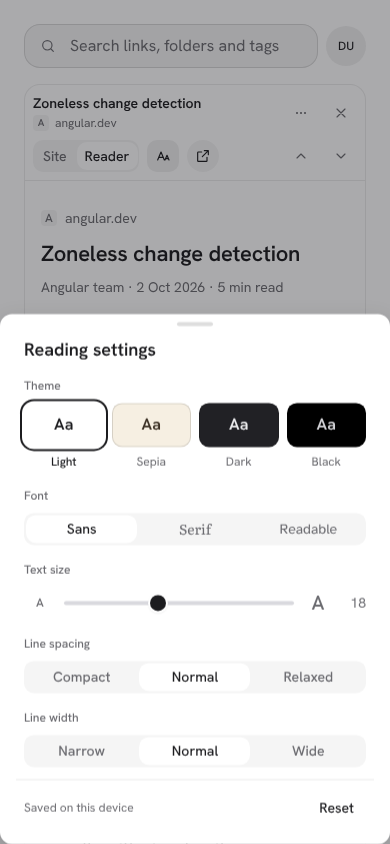 Search links, folders and tags
DU
Zoneless change detection
A angular.dev
Site Reader AA
A angular.dev
Zoneless change detection
Angular team · 2 Oct 2026 · 5 min read
Reading settings
Theme
Aa Aa Aa Aa
Light Sepia Dark Black
Font
Sans Serif Readable
Text size
A A 18
Line spacing
Compact Normal Relaxed
Line width
Narrow Normal Wide
Saved on this device Reset